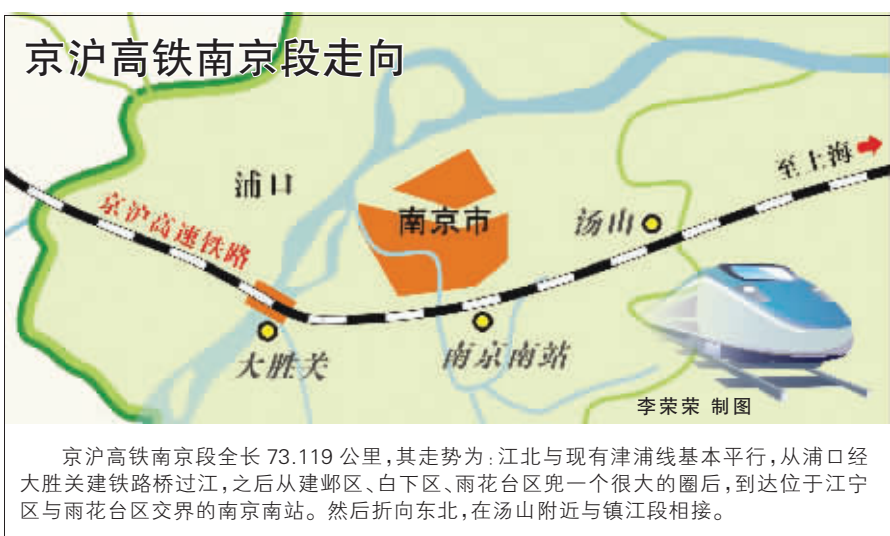 京沪高铁南京段走向
至上海
浦口
京沪高速铁路
南京市
汤山
大胜关
南京南站
李荣荣 制图
京沪高铁南京段全长 73.119 公里,其走势为:江北与现有津浦线基本平行,从浦口经
大胜关建铁路桥过江,之后从建邺区、白下区、雨花台区兜一个很大的圈后,到达位于江宁
区与雨花台区交界的南京南站。然后折向东北,在汤山附近与镇江段相接。